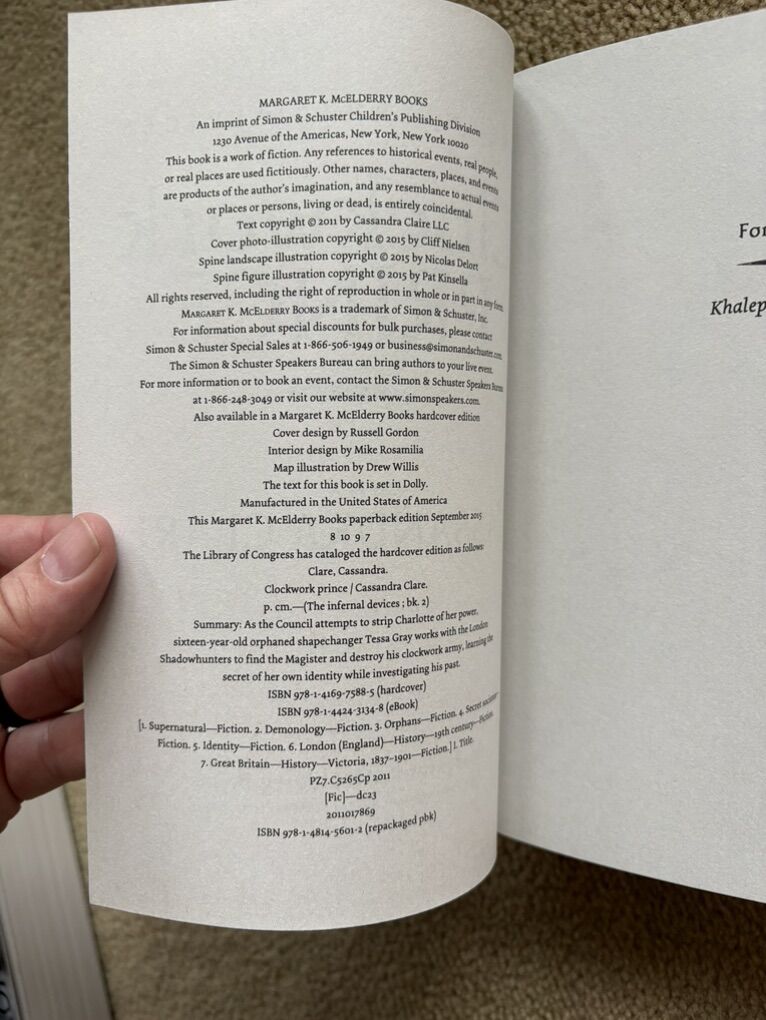 MARGARET K. McELDERRY BOOKS
An imprint of Simon & Schuster Children's Publishing Division
1230 Avenue of the Americas, New York, New York 10020
This book is a work of fiction. Any references to historical events, real people,
or real places are used fictitiously. Other names, characters, places, and events
are products of the author's imagination, and any resemblance to actual events
or places or persons, living or dead, is entirely coincidental.
Text copyright © 2011 by Cassandra Claire LLC
Cover photo-illustration copyright © 2015 by Cliff Nielsen
Spine landscape illustration copyright © 2015 by Nicolas Delort
Spine figure illustration copyright © 2015 by Pat Kinsella
All rights reserved, including the right of reproduction in whole or in part in any form.
MARGARET K. McELDERRY BOOKS is a trademark of Simon & Schuster, Inc.
For information about special discounts for bulk purchases, please contact
Simon & Schuster Special Sales at 1-866-506-1949 or business@simonandschuster.com.
The Simon & Schuster Speakers Bureau can bring authors to your live event.
For more information or to book an event, contact the Simon & Schuster Speakers Bureau
at 1-866-248-3049 or visit our website at www.simonspeakers.com.
Also available in a Margaret K. McElderry Books hardcover edition
Cover design by Russell Gordon
Interior design by Mike Rosamilia
Map illustration by Drew Willis
The text for this book is set in Dolly.
Manufactured in the United States of America
This Margaret K. McElderry Books paperback edition September 2015
8 10 9 7
The Library of Congress has cataloged the hardcover edition as follows:
Clare, Cassandra.
Clockwork prince / Cassandra Clare.
p. cm.—(The infernal devices ; bk. 2)
Summary: As the Council attempts to strip Charlotte of her power,
sixteen-year-old orphaned shapechanger Tessa Gray works with the London
Shadowhunters to find the Magister and destroy his clockwork army, learning the
secret of her own identity while investigating his past.
ISBN 978-1-4169-7588-5 (hardcover)
ISBN 978-1-4424-3134-8 (eBook)
[1. Supernatural—Fiction. 2. Demonology—Fiction. 3. Orphans—Fiction. 4. Secret societies—
Fiction. 5. Identity—Fiction. 6. London (England)—History—19th century—Fiction.
7. Great Britain—History—Victoria, 1837–1901—Fiction.] I. Title.
PZ7.C5265Cp 2011
[Fic]—dc23
2011017869
ISBN 978-1-4814-5601-2 (repackaged pbk)
For
Khalep